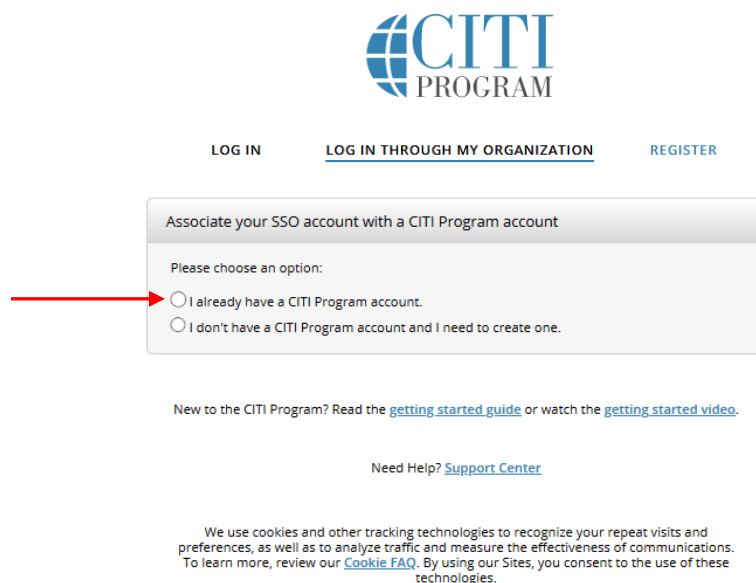 CITI
PROGRAM
LOG IN
LOG IN THROUGH MY ORGANIZATION
REGISTER
Associate your SSO account with a CITI Program account
Please choose an option:
I already have a CITI Program account.
I don't have a CITI Program account and I need to create one.
New to the CITI Program? Read the getting started guide or watch the getting started video.
Need Help? Support Center
We use cookies and other tracking technologies to recognize your repeat visits and
preferences, as well as to analyze traffic and measure the effectiveness of communications.
To learn more, review our Cookie FAQ. By using our Sites, you consent to the use of these
technologies.